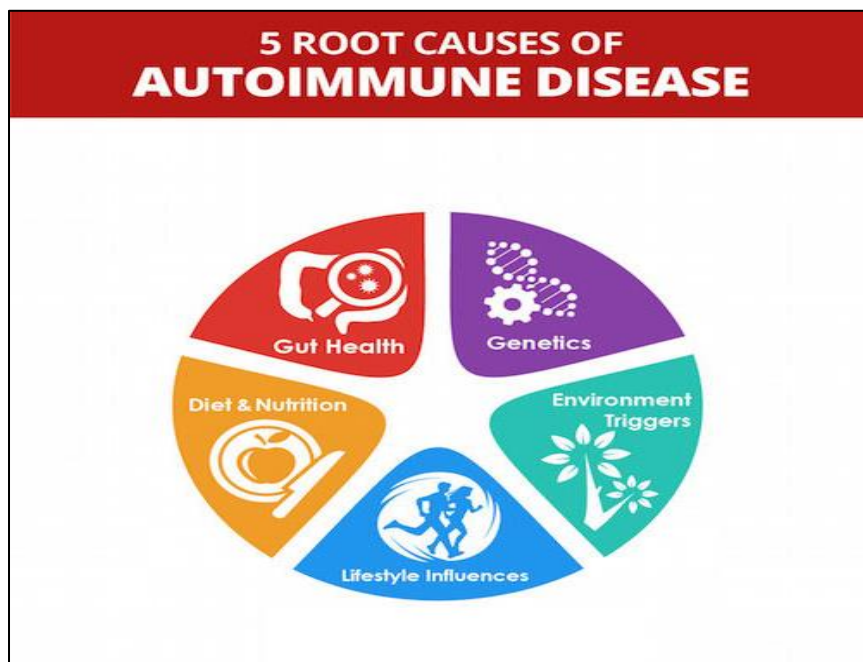 5 ROOT CAUSES OF
AUTOIMMUNE DISEASE
Gut Health
Genetics
Diet & Nutrition
Environment
Triggers
Lifestyle Influences